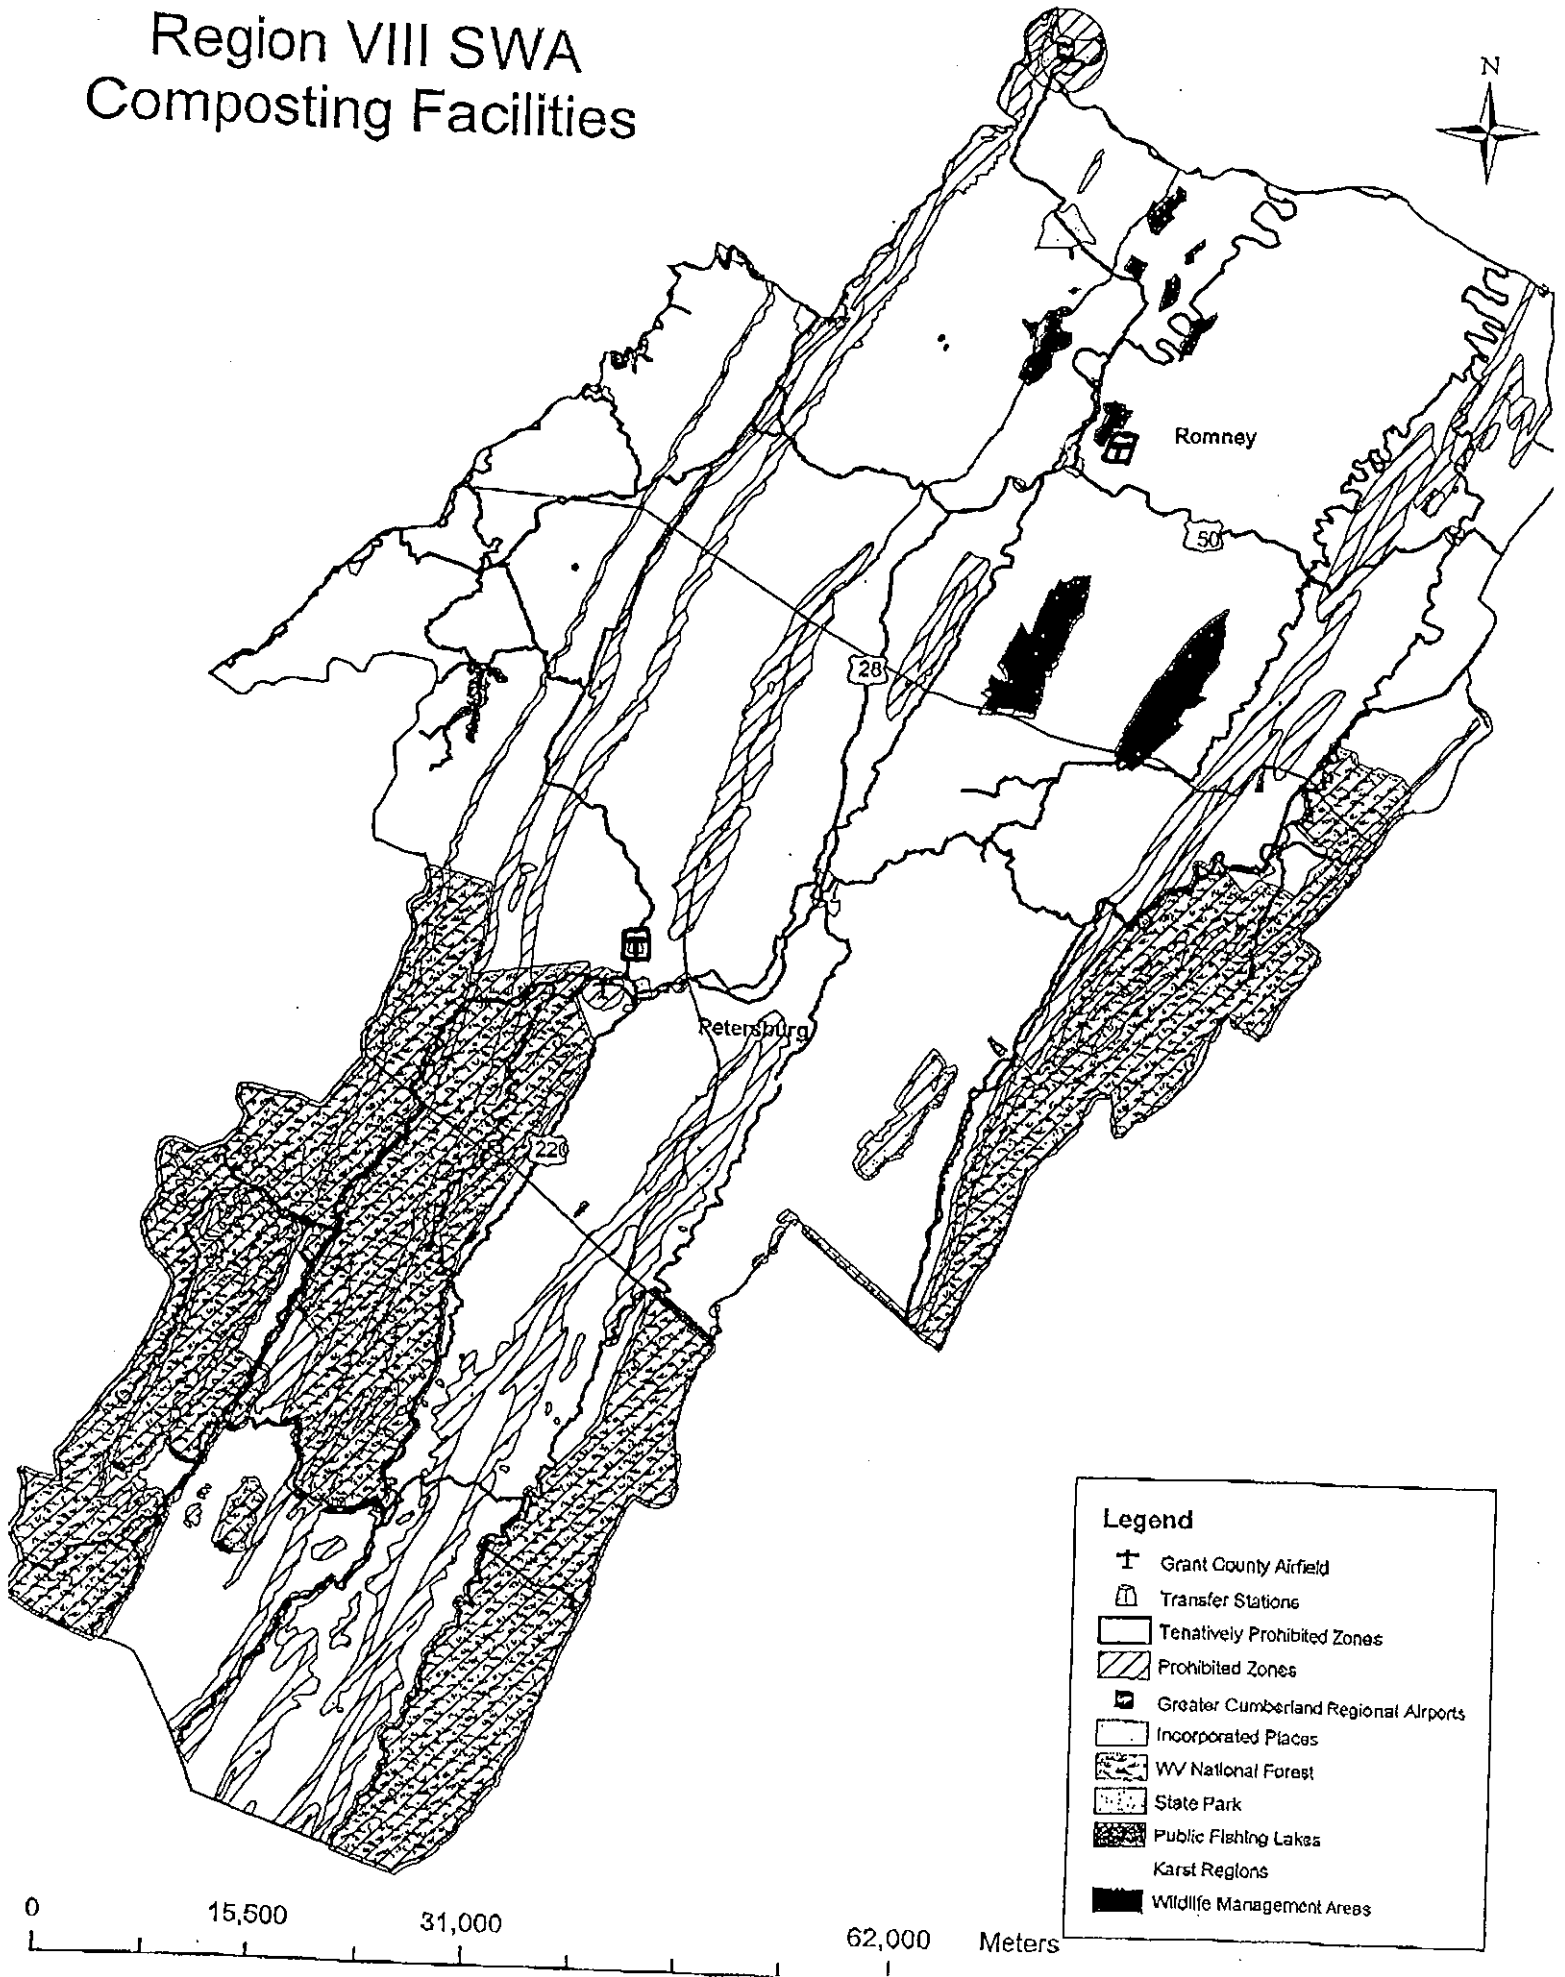 Region VIII SWA
Composting Facilities
N
Romney
50
28
Petersburg
220
Legend
Grant County Airfield
Transfer Stations
Tenatively Prohibited Zones
Prohibited Zones
Greater Cumberland Regional Airports
Incorporated Places
WV National Forest
State Park
Public Fishing Lakes
Karst Regions
Wildlife Management Areas
0
15,500
31,000
62,000
Meters